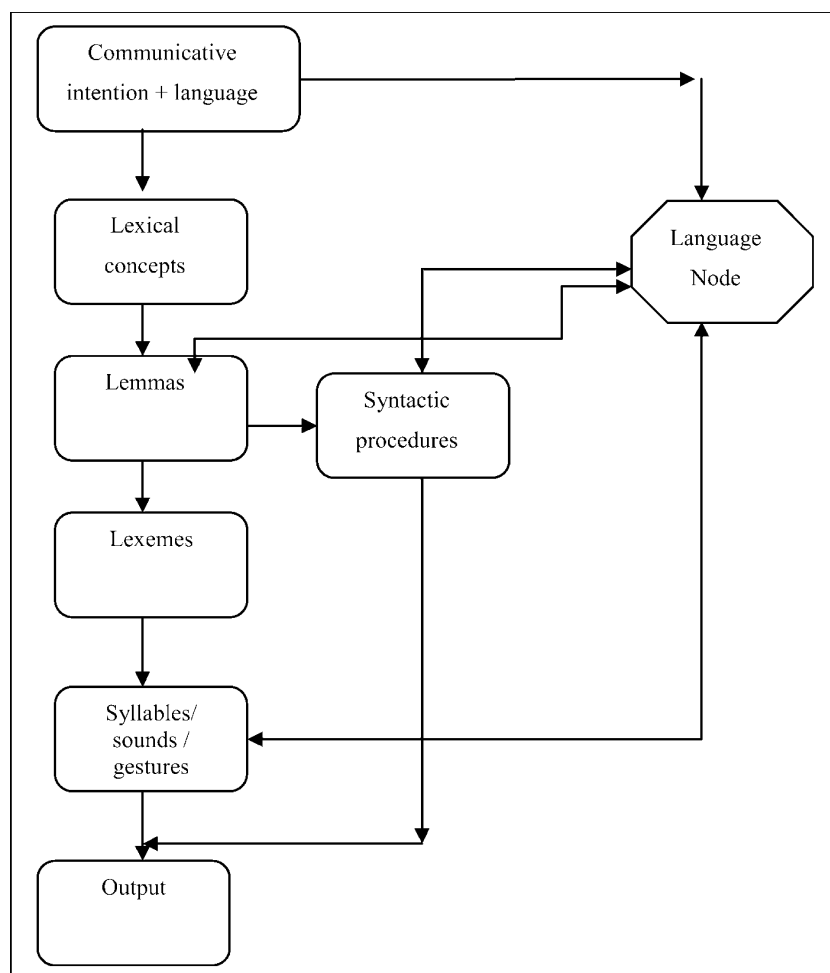 Communicative
intention + language
Lexical
concepts
Language
Node
Lemmas
Syntactic
procedures
Lexemes
Syllables/
sounds /
gestures
Output